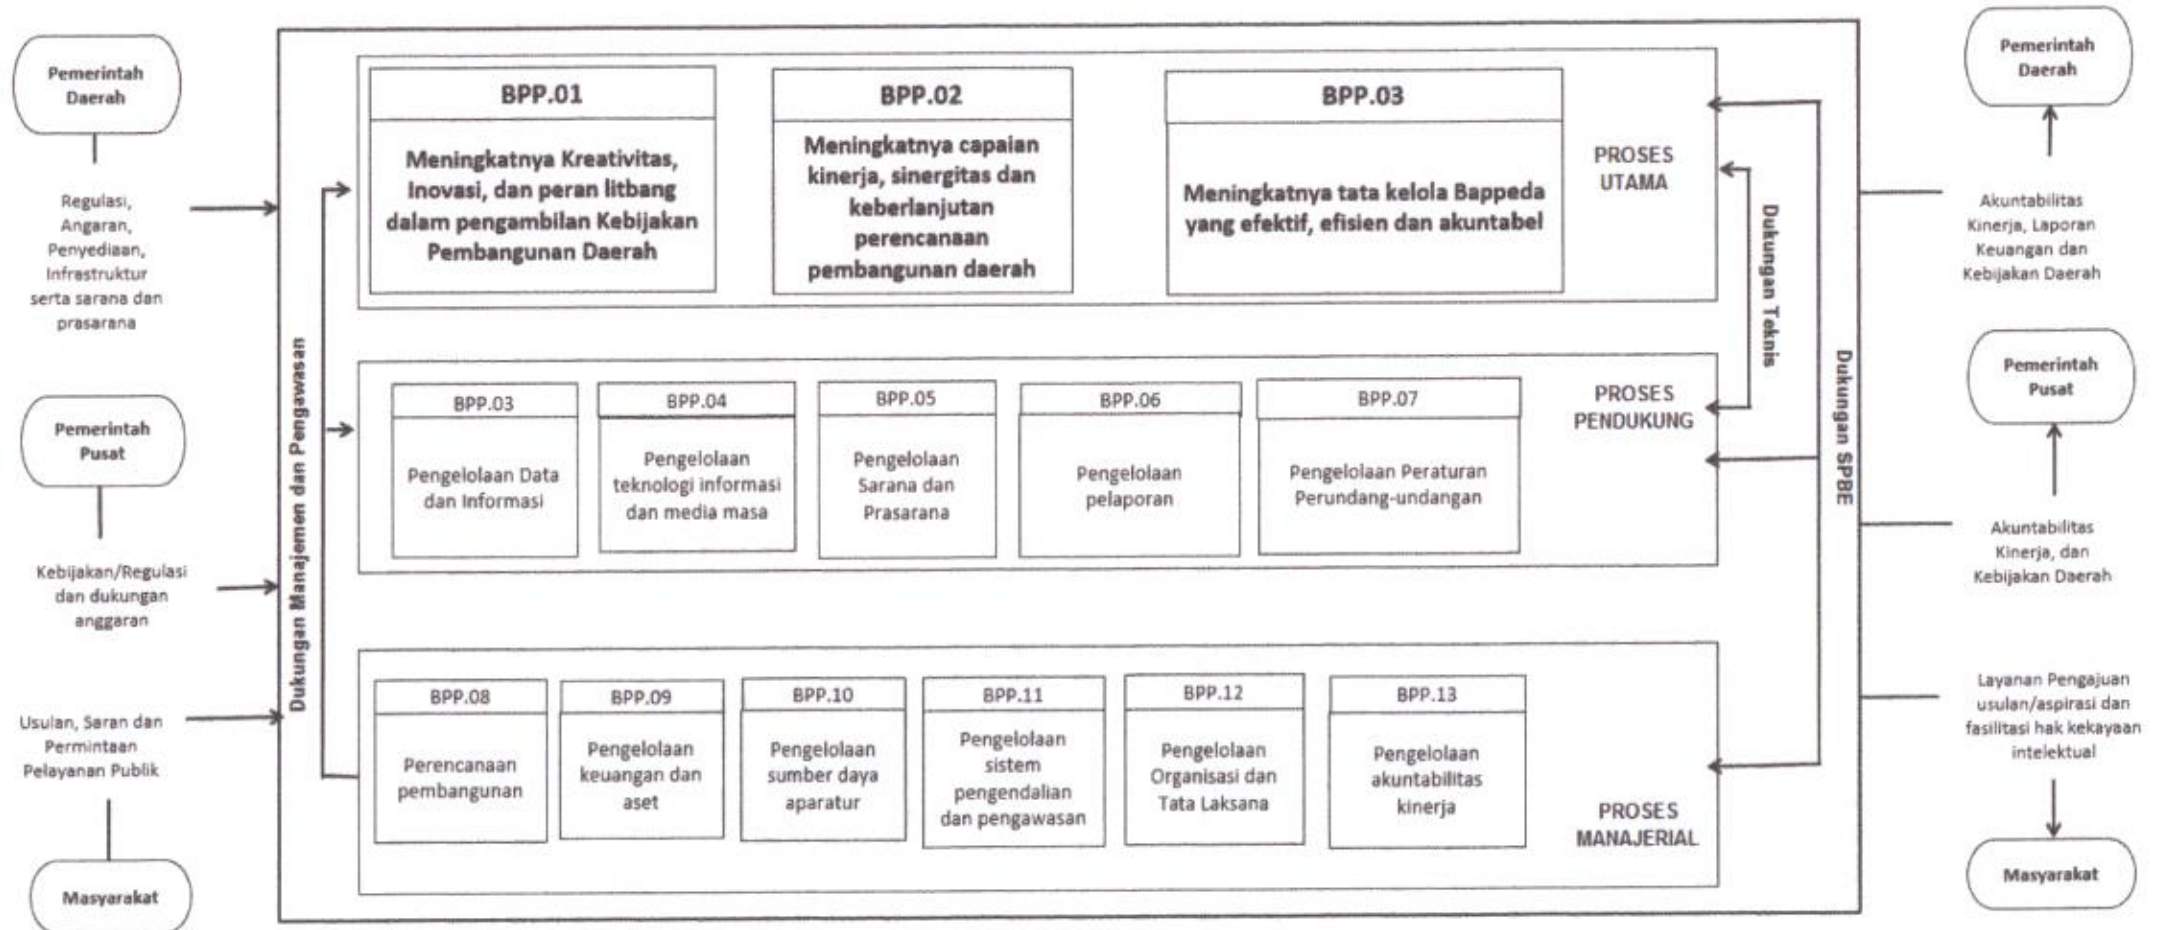 Pemerintah
Daerah
Regulasi,
Angaran,
Penyediaan,
Infrastruktur
serta sarana dan
prasarana
Pemerintah
Pusat
Kebijakan/Regulasi
dan dukungan
anggaran
Usulan, Saran dan
Permintaan
Pelayanan Publik
Masyarakat
Dukungan Manajemen dan Pengawasan
BPP.01
Meningkatnya Kreativitas,
Inovasi, dan peran litbang
dalam pengambilan Kebijakan
Pembangunan Daerah
BPP.02
Meningkatnya capaian
kinerja, sinergitas dan
keberlanjutan
perencanaan
pembangunan daerah
BPP.03
Meningkatnya tata kelola Bappeda
yang efektif, efisien dan akuntabel
PROSES
UTAMA
BPP.03
Pengelolaan Data
dan Informasi
BPP.04
Pengelolaan
teknologi informasi
dan media masa
BPP.05
Pengelolaan
Sarana dan
Prasarana
BPP.06
Pengelolaan
pelaporan
BPP.07
Pengelolaan Peraturan
Perundang-undangan
PROSES
PENDUKUNG
BPP.08
Perencanaan
pembangunan
BPP.09
Pengelolaan
keuangan dan
aset
BPP.10
Pengelolaan
sumber daya
aparatur
BPP.11
Pengelolaan
sistem
pengendalian
dan pengawasan
BPP.12
Pengelolaan
Organisasi dan
Tata Laksana
BPP.13
Pengelolaan
akuntabilitas
kinerja
PROSES
MANAJERIAL
Dukungan Teknis
Dukungan SPBE
Pemerintah
Daerah
Akuntabilitas
Kinerja, Laporan
Keuangan dan
Kebijakan Daerah
Pemerintah
Pusat
Akuntabilitas
Kinerja, dan
Kebijakan Daerah
Layanan Pengajuan
usulan/aspirasi dan
fasilitasi hak kekayaan
intelektual
Masyarakat